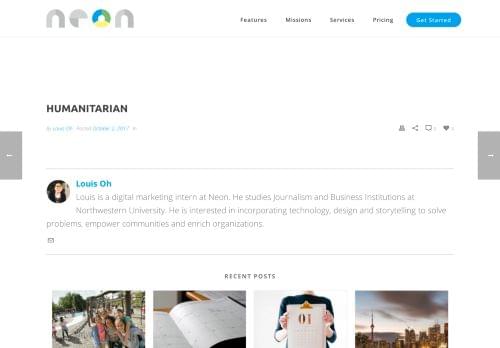 neon
Features Missions Services Pricing Get Started
HUMANITARIAN
By Louis Oh Posted October 2, 2017 In
0 0
← →
Louis Oh
Louis is a digital marketing intern at Neon. He studies Journalism and Business Institutions at
Northwestern University. He is interested in incorporating technology, design and storytelling to solve
problems, empower communities and enrich organizations.
RECENT POSTS
01